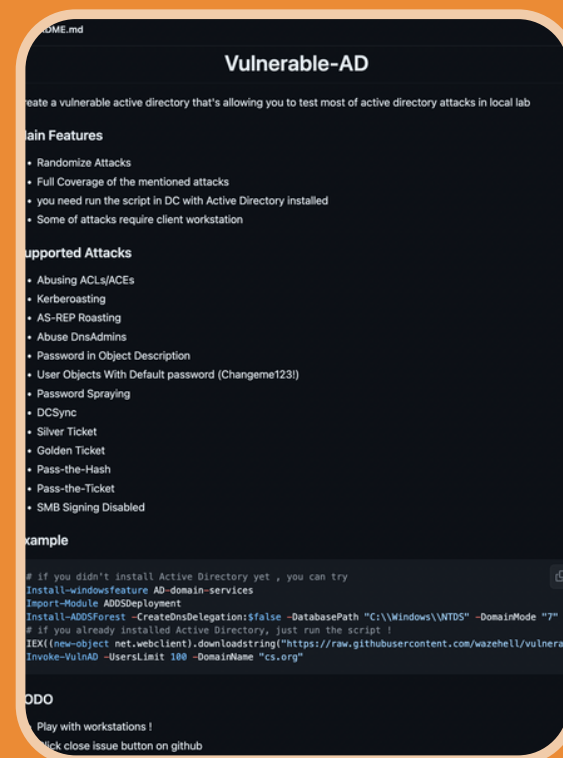 DME.md
Vulnerable-AD
reate a vulnerable active directory that's allowing you to test most of active directory attacks in local lab
ain Features
• Randomize Attacks
• Full Coverage of the mentioned attacks
• you need run the script in DC with Active Directory installed
• Some of attacks require client workstation
upported Attacks
• Abusing ACLs/ACEs
• Kerberoasting
• AS-REP Roasting
• Abuse DnsAdmins
• Password in Object Description
• User Objects With Default password (Changeme123!)
• Password Spraying
• DCSync
• Silver Ticket
• Golden Ticket
• Pass-the-Hash
• Pass-the-Ticket
• SMB Signing Disabled
xample
# if you didn't install Active Directory yet , you can try
Install-windowsfeature AD-domain-services
Import-Module ADDSDeployment
Install-ADDSForest -CreateDnsDelegation:$false -DatabasePath "C:\\Windows\\NTDS" -DomainMode "7"
# if you already installed Active Directory, just run the script !
IEX((new-object net.webclient).downloadstring("https://raw.githubusercontent.com/wazehell/vulnera
Invoke-VulnAD -UsersLimit 100 -DomainName "cs.org"
ODO
Play with workstations !
lick close issue button on github